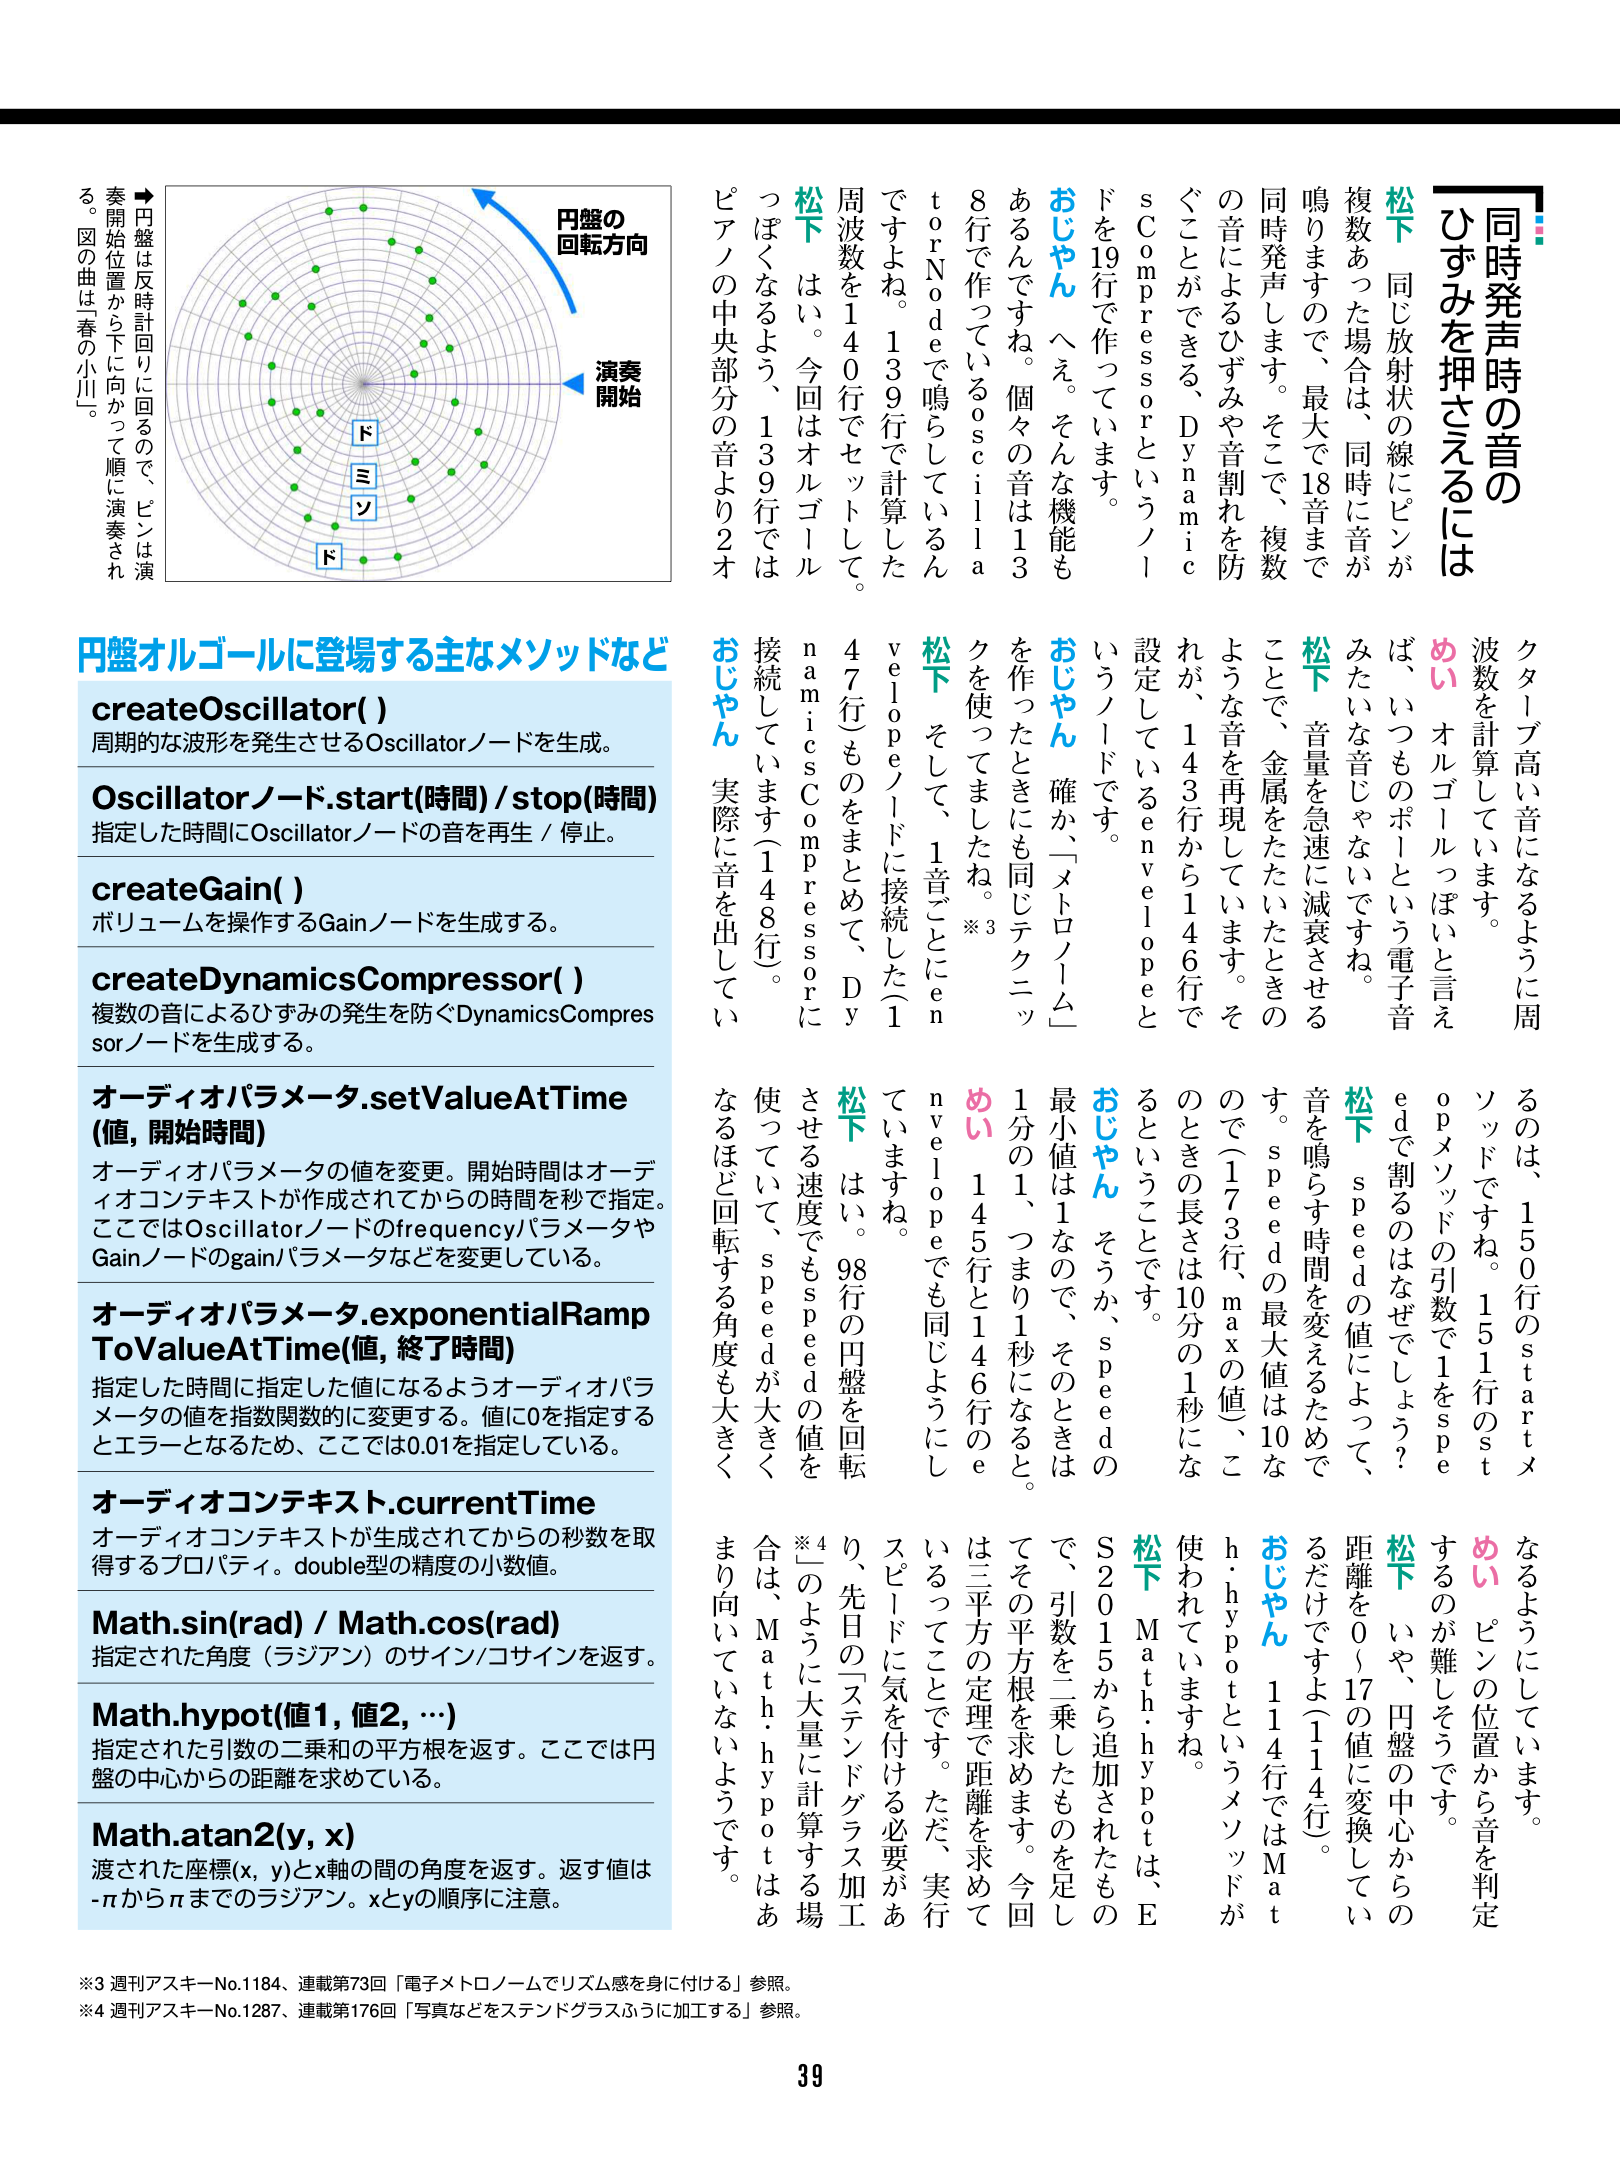 同時発声時の音の
ひずみを押さえるには
松下　同じ放射状の線にピンが
複数あった場合は、同時に音が
鳴りますので、最大で18音まで
同時発声します。そこで、複数
の音によるひずみや音割れを防
ぐことができる、Dynamic
sCompressorというノー
ドを19行で作っています。
おじやん　へえ。そんな機能も
あるんですね。個々の音は13
8行で作っているoscilla
torNodeで鳴らしているん
ですよね。139行で計算した
周波数を140行でセットして。
松下　はい。今回はオルゴール
っぽくなるよう、139行では
ピアノの中央部分の音より2オ
クターブ高い音になるように周
波数を計算しています。
めい　オルゴールっぽいと言え
ば、いつものポーという電子音
みたいな音じゃないですね。
松下　音量を急速に減衰させる
ことで、金属をたたいたときの
ような音を再現しています。そ
れが、143行から146行で
設定しているenvelopeと
いうノードです。
おじやん　確か、「メトロノーム」
を作ったときにも同じテクニッ
クを使ってましたね。※3
松下　そして、1音ごとにen
velopeノードに接続した(1
47行)ものをまとめて、Dy
namicsCompressorに
接続しています(148行)。
おじやん　実際に音を出してい
るのは、150行のstartメ
ソッドですね。151行のst
opメソッドの引数で1をspe
edで割るのはなぜでしょう?
松下　speedの値によって、
音を鳴らす時間を変えるためで
す。speedの最大値は10な
ので(173行、maxの値)、こ
のときの長さは10分の1秒にな
るということです。
おじやん　そうか、speedの
最小値は1なので、そのときは
1分の1、つまり1秒になると。
めい　145行と146行のe
nvelopeでも同じようにし
ていますね。
松下　はい。98行の円盤を回転
させる速度でもspeedの値を
使っていて、speedが大きく
なるほど回転する角度も大きく
なるようにしています。
めい　ピンの位置から音を判定
するのが難しそうです。
松下　いや、円盤の中心からの
距離を0〜17の値に変換してい
るだけですよ(114行)。
おじやん　114行ではMat
h.hypotというメソッドが
使われていますね。
松下　Math.hypotは、E
S2015から追加されたもの
で、引数を二乗したものを足し
てその平方根を求めます。今回
は三平方の定理で距離を求めて
いるってことです。ただ、実行
スピードに気を付ける必要があ
り、先日の「ステンドグラス加工
※4」のように大量に計算する場
合は、Math.hypotはあ
まり向いていないようです。
円盤の
回転方向
演奏
開始
ド
ミ
ソ
ド
➡円盤は反時計回りに回るので、ピンは演
奏開始位置から下に向かって順に演奏され
る。図の曲は「春の小川」。
円盤オルゴールに登場する主なメソッドなど
createOscillator( )
周期的な波形を発生させるOscillatorノードを生成。
Oscillatorノード.start(時間) / stop(時間)
指定した時間にOscillatorノードの音を再生 / 停止。
createGain( )
ボリュームを操作するGainノードを生成する。
createDynamicsCompressor( )
複数の音によるひずみの発生を防ぐDynamicsCompres
sorノードを生成する。
オーディオパラメータ.setValueAtTime
(値, 開始時間)
オーディオパラメータの値を変更。開始時間はオーデ
ィオコンテキストが作成されてからの時間を秒で指定。
ここではOscillatorノードのfrequencyパラメータや
Gainノードのgainパラメータなどを変更している。
オーディオパラメータ.exponentialRamp
ToValueAtTime(値, 終了時間)
指定した時間に指定した値になるようオーディオパラ
メータの値を指数関数的に変更する。値に0を指定する
とエラーとなるため、ここでは0.01を指定している。
オーディオコンテキスト.currentTime
オーディオコンテキストが生成されてからの秒数を取
得するプロパティ。double型の精度の小数値。
Math.sin(rad) / Math.cos(rad)
指定された角度（ラジアン）のサイン/コサインを返す。
Math.hypot(値1, 値2, …)
指定された引数の二乗和の平方根を返す。ここでは円
盤の中心からの距離を求めている。
Math.atan2(y, x)
渡された座標(x, y)とx軸の間の角度を返す。返す値は
-πからπまでのラジアン。xとyの順序に注意。
※3 週刊アスキーNo.1184、連載第73回「電子メトロノームでリズム感を身に付ける」参照。
※4 週刊アスキーNo.1287、連載第176回「写真などをステンドグラスふうに加工する」参照。
39